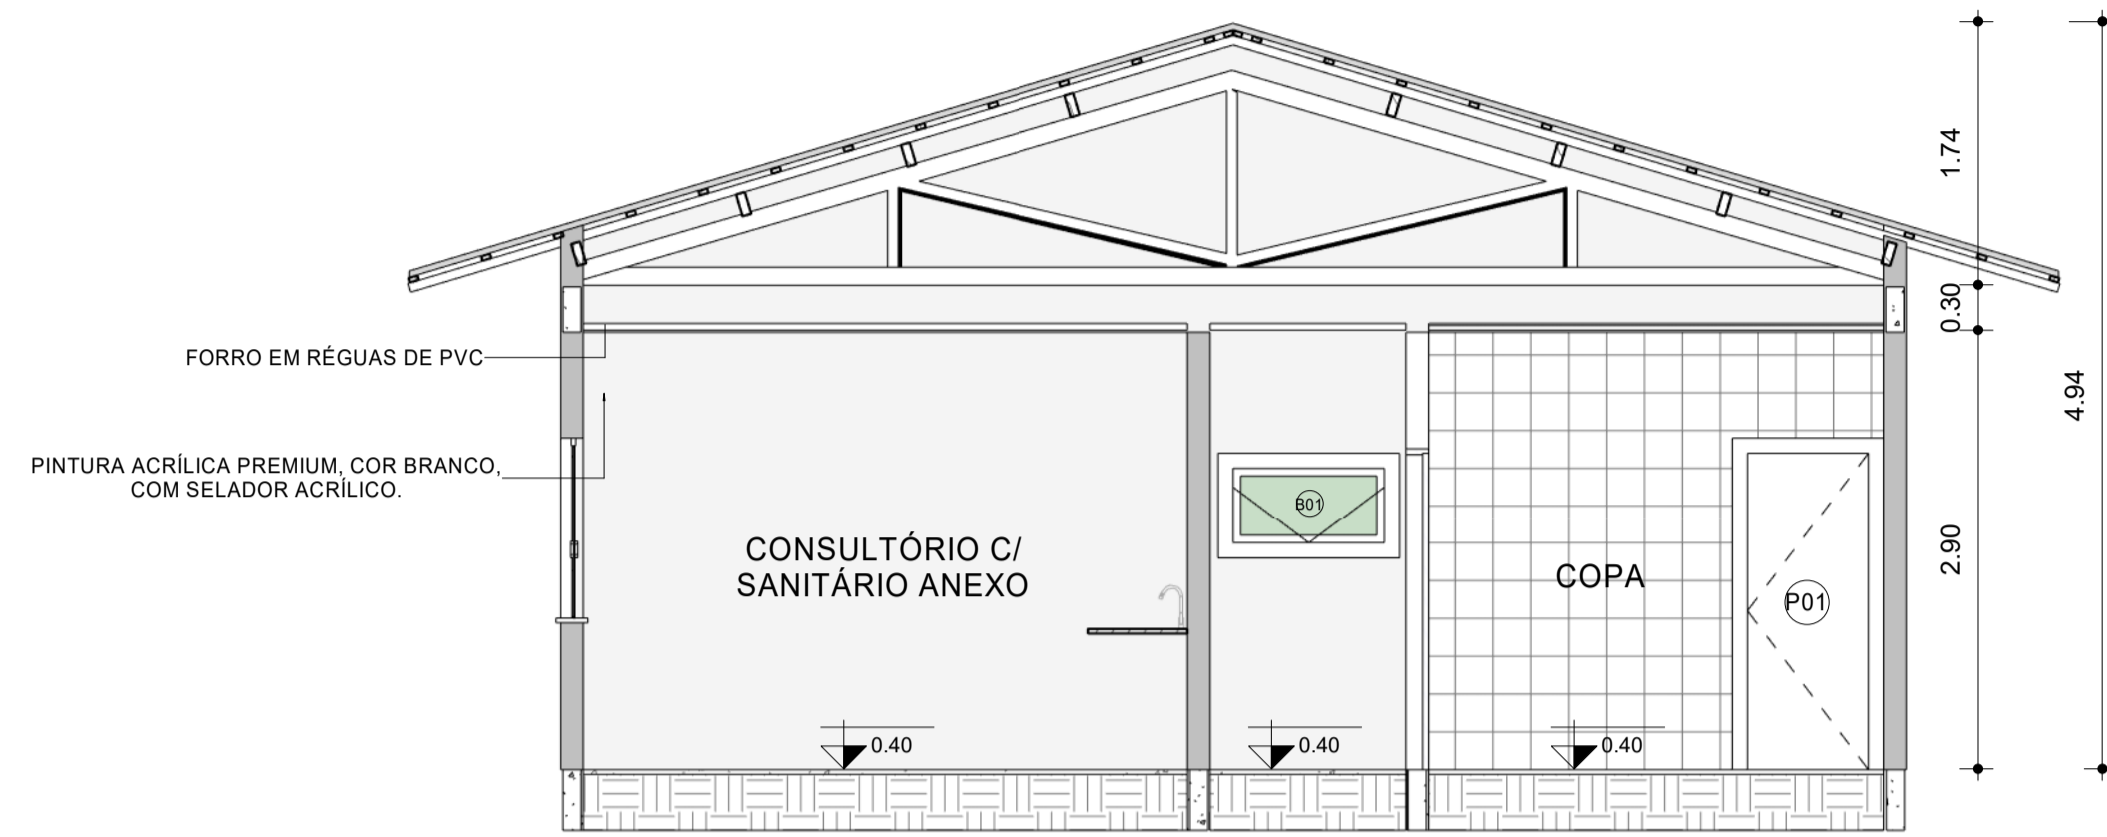 1.74
0.30
FORRO EM RÉGUAS DE PVC
4.94
PINTURA ACRÍLICA PREMIUM, COR BRANCO,
COM SELADOR ACRÍLICO.
B01
CONSULTÓRIO C/
SANITÁRIO ANEXO
COPA
2.90
P01
0.40
0.40
0.40